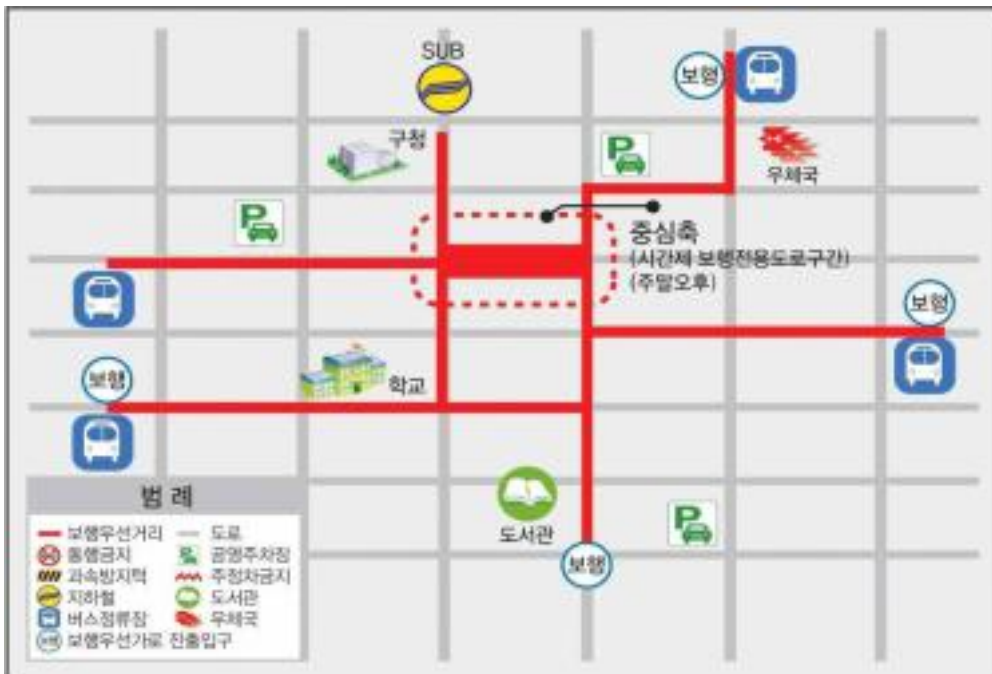 SUB
보행
구청
P
우체국
P
중심축
(시간제 보행전용도로구간)
(주말오후)
보행
보행
학교
도서관
P
보행
범 례
보행우선거리
도로
통행금지
공영주차장
과속방지턱
주정차금지
지하철
도서관
버스정류장
우체국
보행
보행우선가로 진출입구